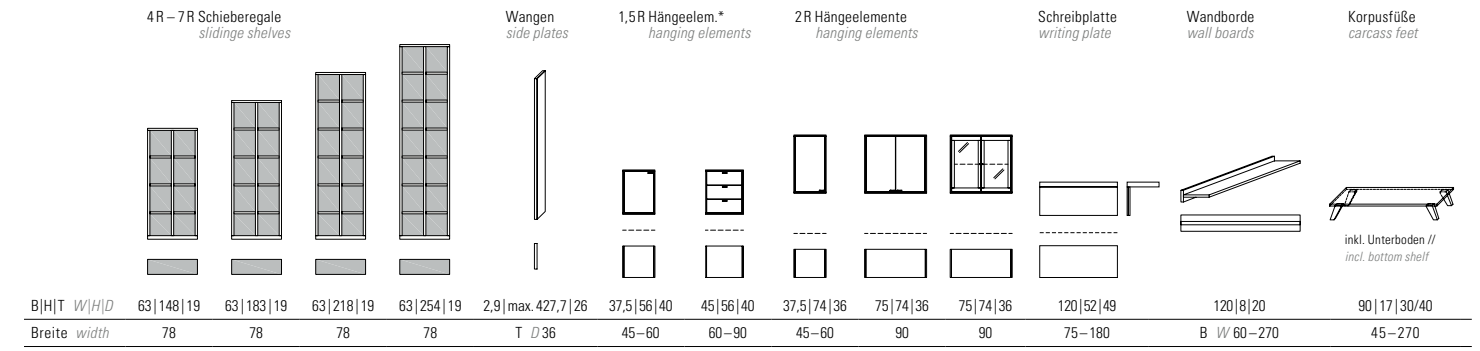 4 R – 7 R Schieberegale
slidinge shelves
Wangen
side plates
1,5 R Hängeelem.*
hanging elements
2 R Hängeelemente
hanging elements
Schreibplatte
writing plate
Wandborde
wall boards
Korpusfüße
carcass feet
inkl. Unterboden //
incl. bottom shelf
B|H|T W|H|D 63|148|19 63|183|19 63|218|19 63|254|19 2,9|max. 427,7|26 37,5|56|40 45|56|40 37,5|74|36 75|74|36 75|74|36 120|52|49 120|8|20 90|17|30/40
Breite width 78 78 78 78 T D 36 45–60 60–90 45–60 90 90 75–180 B W 60–270 45–270